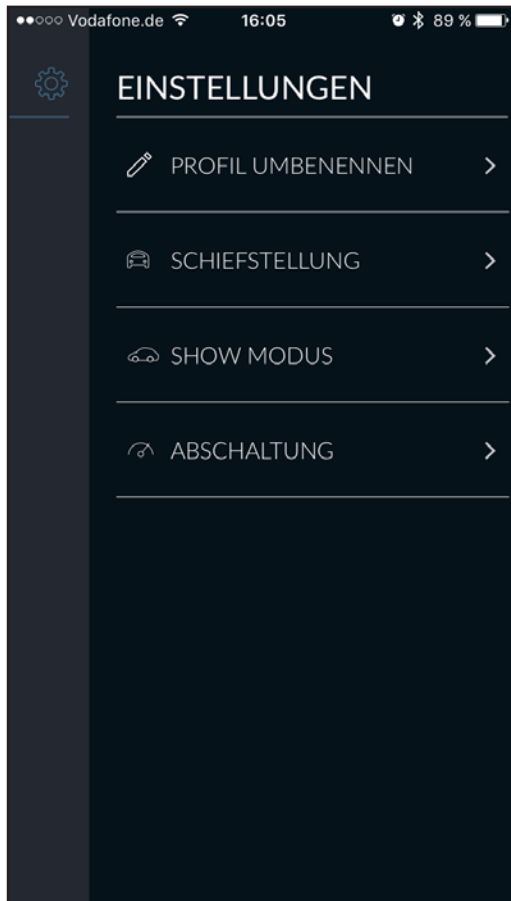 Vodafone.de 16:05 89 %
EINSTELLUNGEN
PROFIL UMBENENNEN
SCHIEFSTELLUNG
SHOW MODUS
ABSCHALTUNG